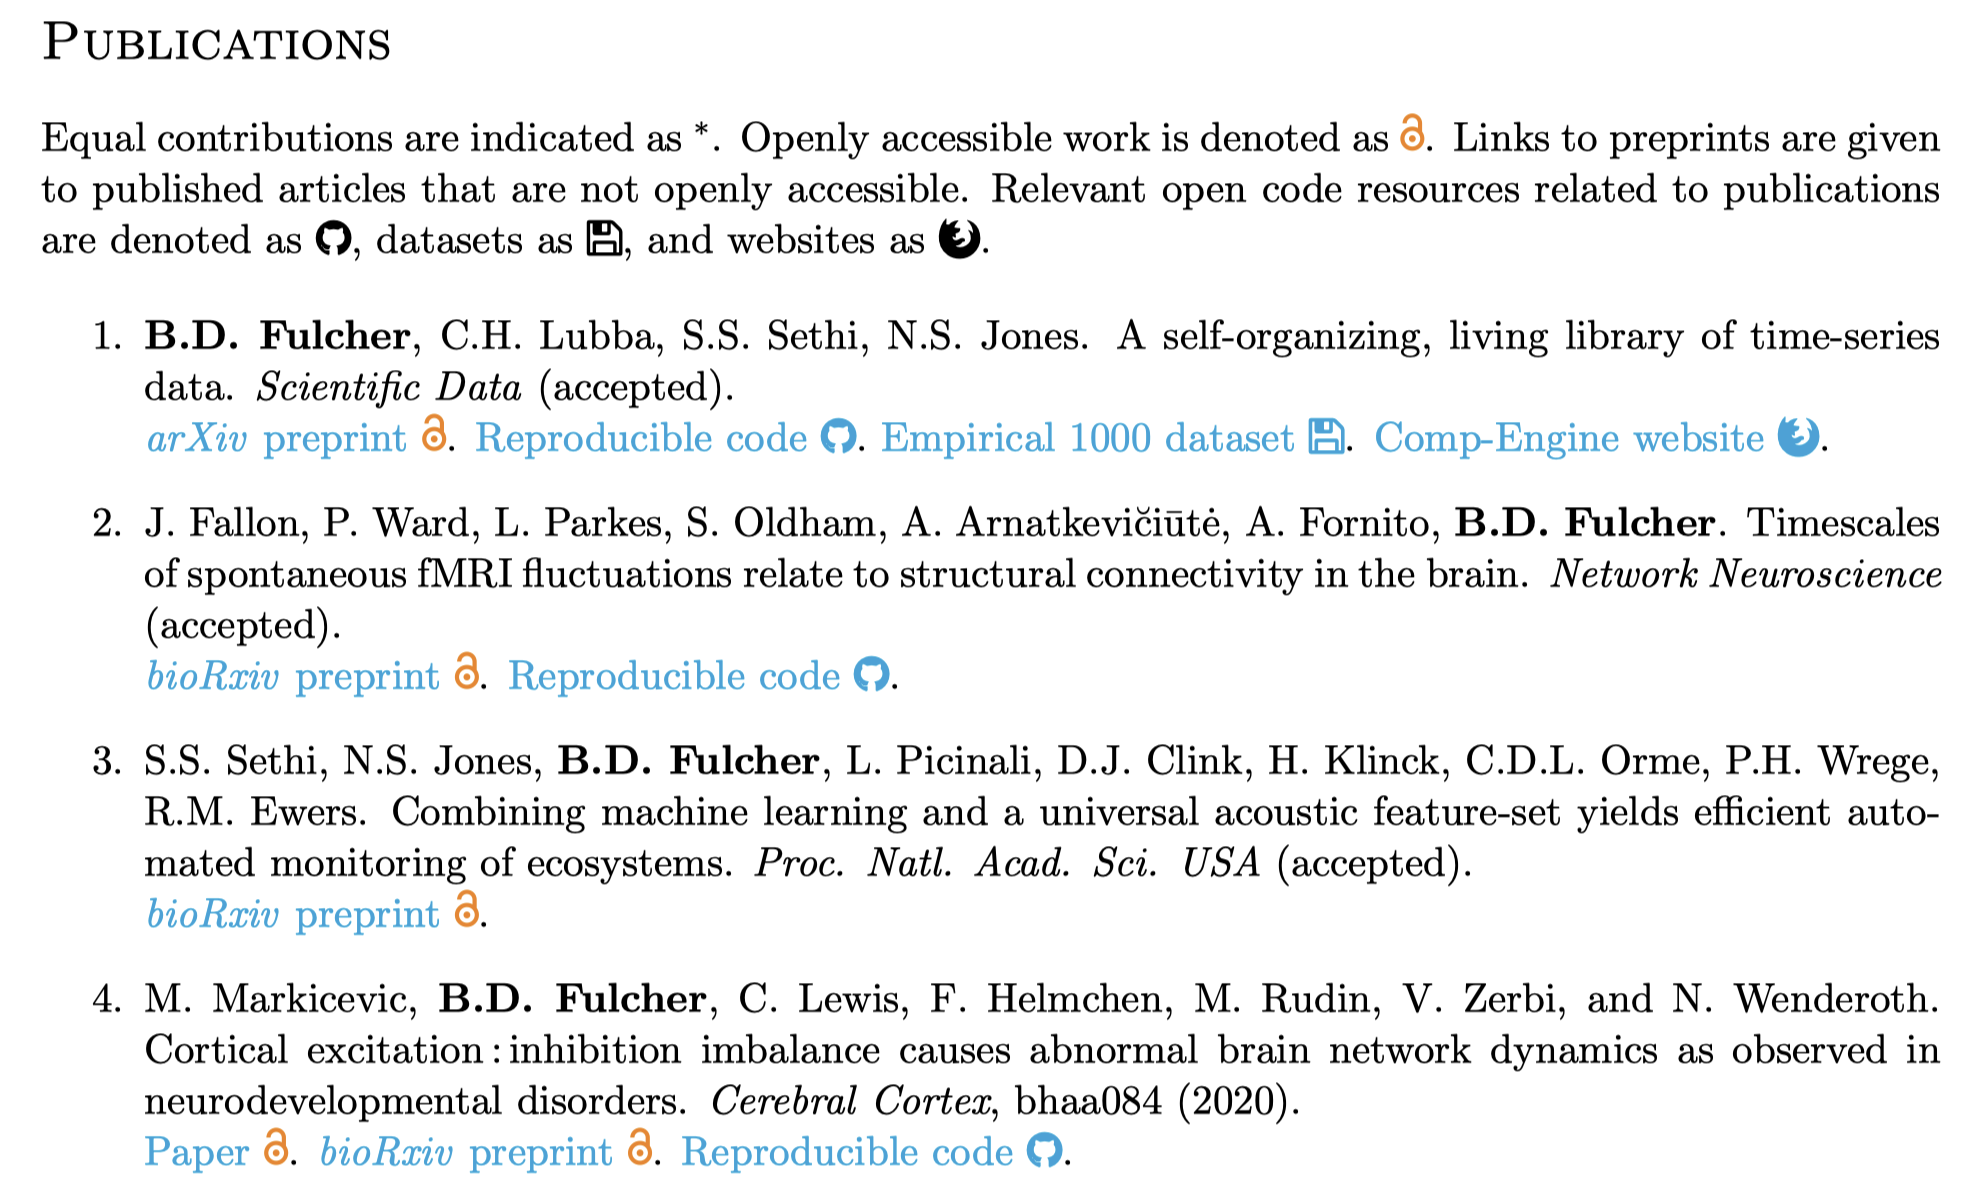 Publications
Equal contributions are indicated as *. Openly accessible work is denoted as . Links to preprints are given
to published articles that are not openly accessible. Relevant open code resources related to publications
are denoted as , datasets as , and websites as .
1. B.D. Fulcher, C.H. Lubba, S.S. Sethi, N.S. Jones. A self-organizing, living library of time-series
data. Scientific Data (accepted).
arXiv preprint . Reproducible code . Empirical 1000 dataset . Comp-Engine website .
2. J. Fallon, P. Ward, L. Parkes, S. Oldham, A. Arnatkevičiūtė, A. Fornito, B.D. Fulcher. Timescales
of spontaneous fMRI fluctuations relate to structural connectivity in the brain. Network Neuroscience
(accepted).
bioRxiv preprint . Reproducible code .
3. S.S. Sethi, N.S. Jones, B.D. Fulcher, L. Picinali, D.J. Clink, H. Klinck, C.D.L. Orme, P.H. Wrege,
R.M. Ewers. Combining machine learning and a universal acoustic feature-set yields efficient auto-
mated monitoring of ecosystems. Proc. Natl. Acad. Sci. USA (accepted).
bioRxiv preprint .
4. M. Markicevic, B.D. Fulcher, C. Lewis, F. Helmchen, M. Rudin, V. Zerbi, and N. Wenderoth.
Cortical excitation : inhibition imbalance causes abnormal brain network dynamics as observed in
neurodevelopmental disorders. Cerebral Cortex, bhaa084 (2020).
Paper . bioRxiv preprint . Reproducible code .